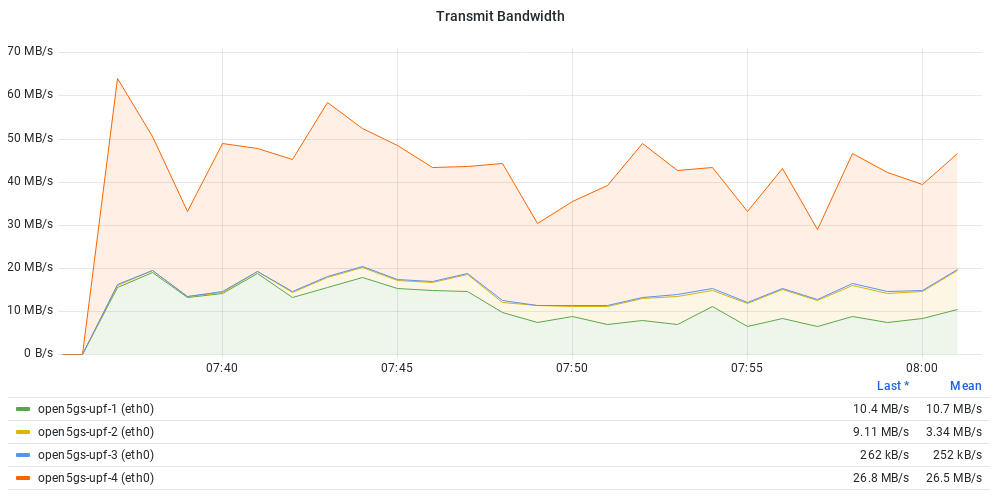 Transmit Bandwidth
70 MB/s
60 MB/s
50 MB/s
40 MB/s
30 MB/s
20 MB/s
10 MB/s
0 B/s
07:40 07:45 07:50 07:55 08:00
Last * Mean
open5gs-upf-1 (eth0) 10.4 MB/s 10.7 MB/s
open5gs-upf-2 (eth0) 9.11 MB/s 3.34 MB/s
open5gs-upf-3 (eth0) 262 kB/s 252 kB/s
open5gs-upf-4 (eth0) 26.8 MB/s 26.5 MB/s